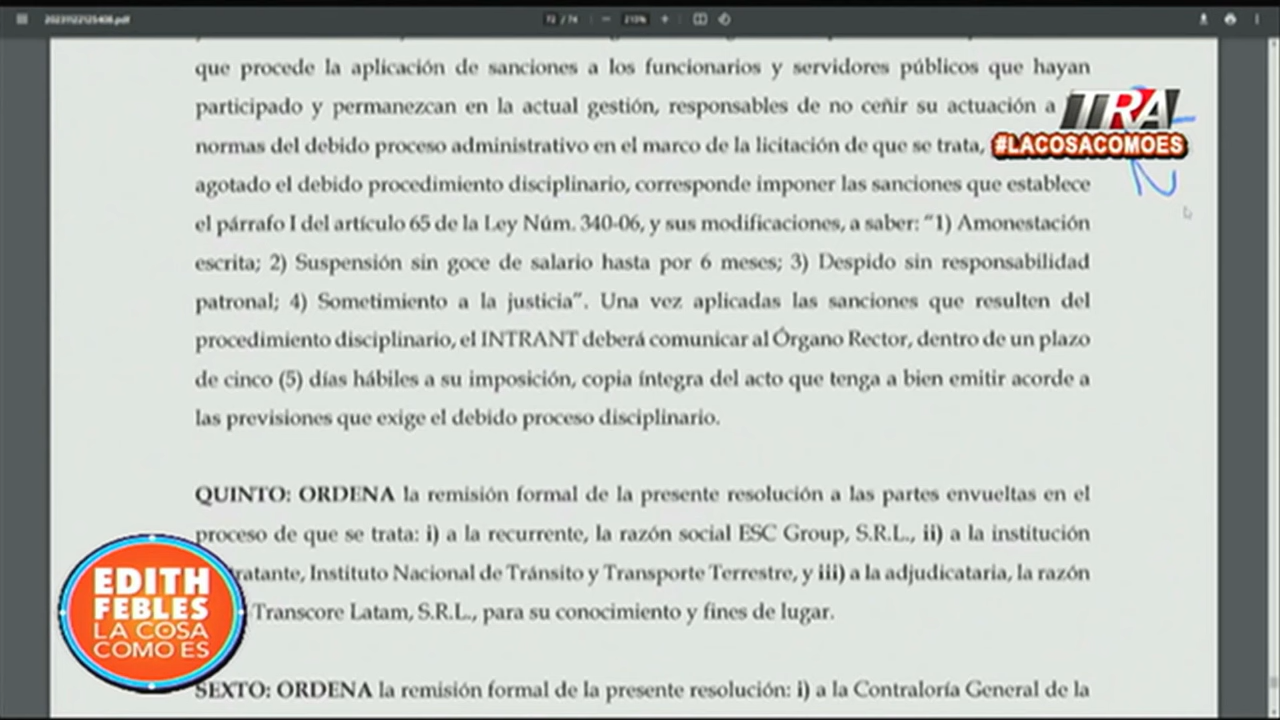 20231122125408.pdf
72 / 74
210%
que procede la aplicación de sanciones a los funcionarios y servidores públicos que hayan
participado y permanezcan en la actual gestión, responsables de no ceñir su actuación a
normas del debido proceso administrativo en el marco de la licitación de que se trata,
agotado el debido procedimiento disciplinario, corresponde imponer las sanciones que establece
el párrafo I del artículo 65 de la Ley Núm. 340-06, y sus modificaciones, a saber: “1) Amonestación
escrita; 2) Suspensión sin goce de salario hasta por 6 meses; 3) Despido sin responsabilidad
patronal; 4) Sometimiento a la justicia”. Una vez aplicadas las sanciones que resulten del
procedimiento disciplinario, el INTRANT deberá comunicar al Órgano Rector, dentro de un plazo
de cinco (5) días hábiles a su imposición, copia íntegra del acto que tenga a bien emitir acorde a
las previsiones que exige el debido proceso disciplinario.
QUINTO: ORDENA la remisión formal de la presente resolución a las partes envueltas en el
proceso de que se trata: i) a la recurrente, la razón social ESC Group, S.R.L., ii) a la institución
ratante, Instituto Nacional de Tránsito y Transporte Terrestre, y iii) a la adjudicataria, la razón
Transcore Latam, S.R.L., para su conocimiento y fines de lugar.
SEXTO: ORDENA la remisión formal de la presente resolución: i) a la Contraloría General de la
TRA
#LACOSACOMOES
EDITH
FEBLES
LA COSA
COMO ES